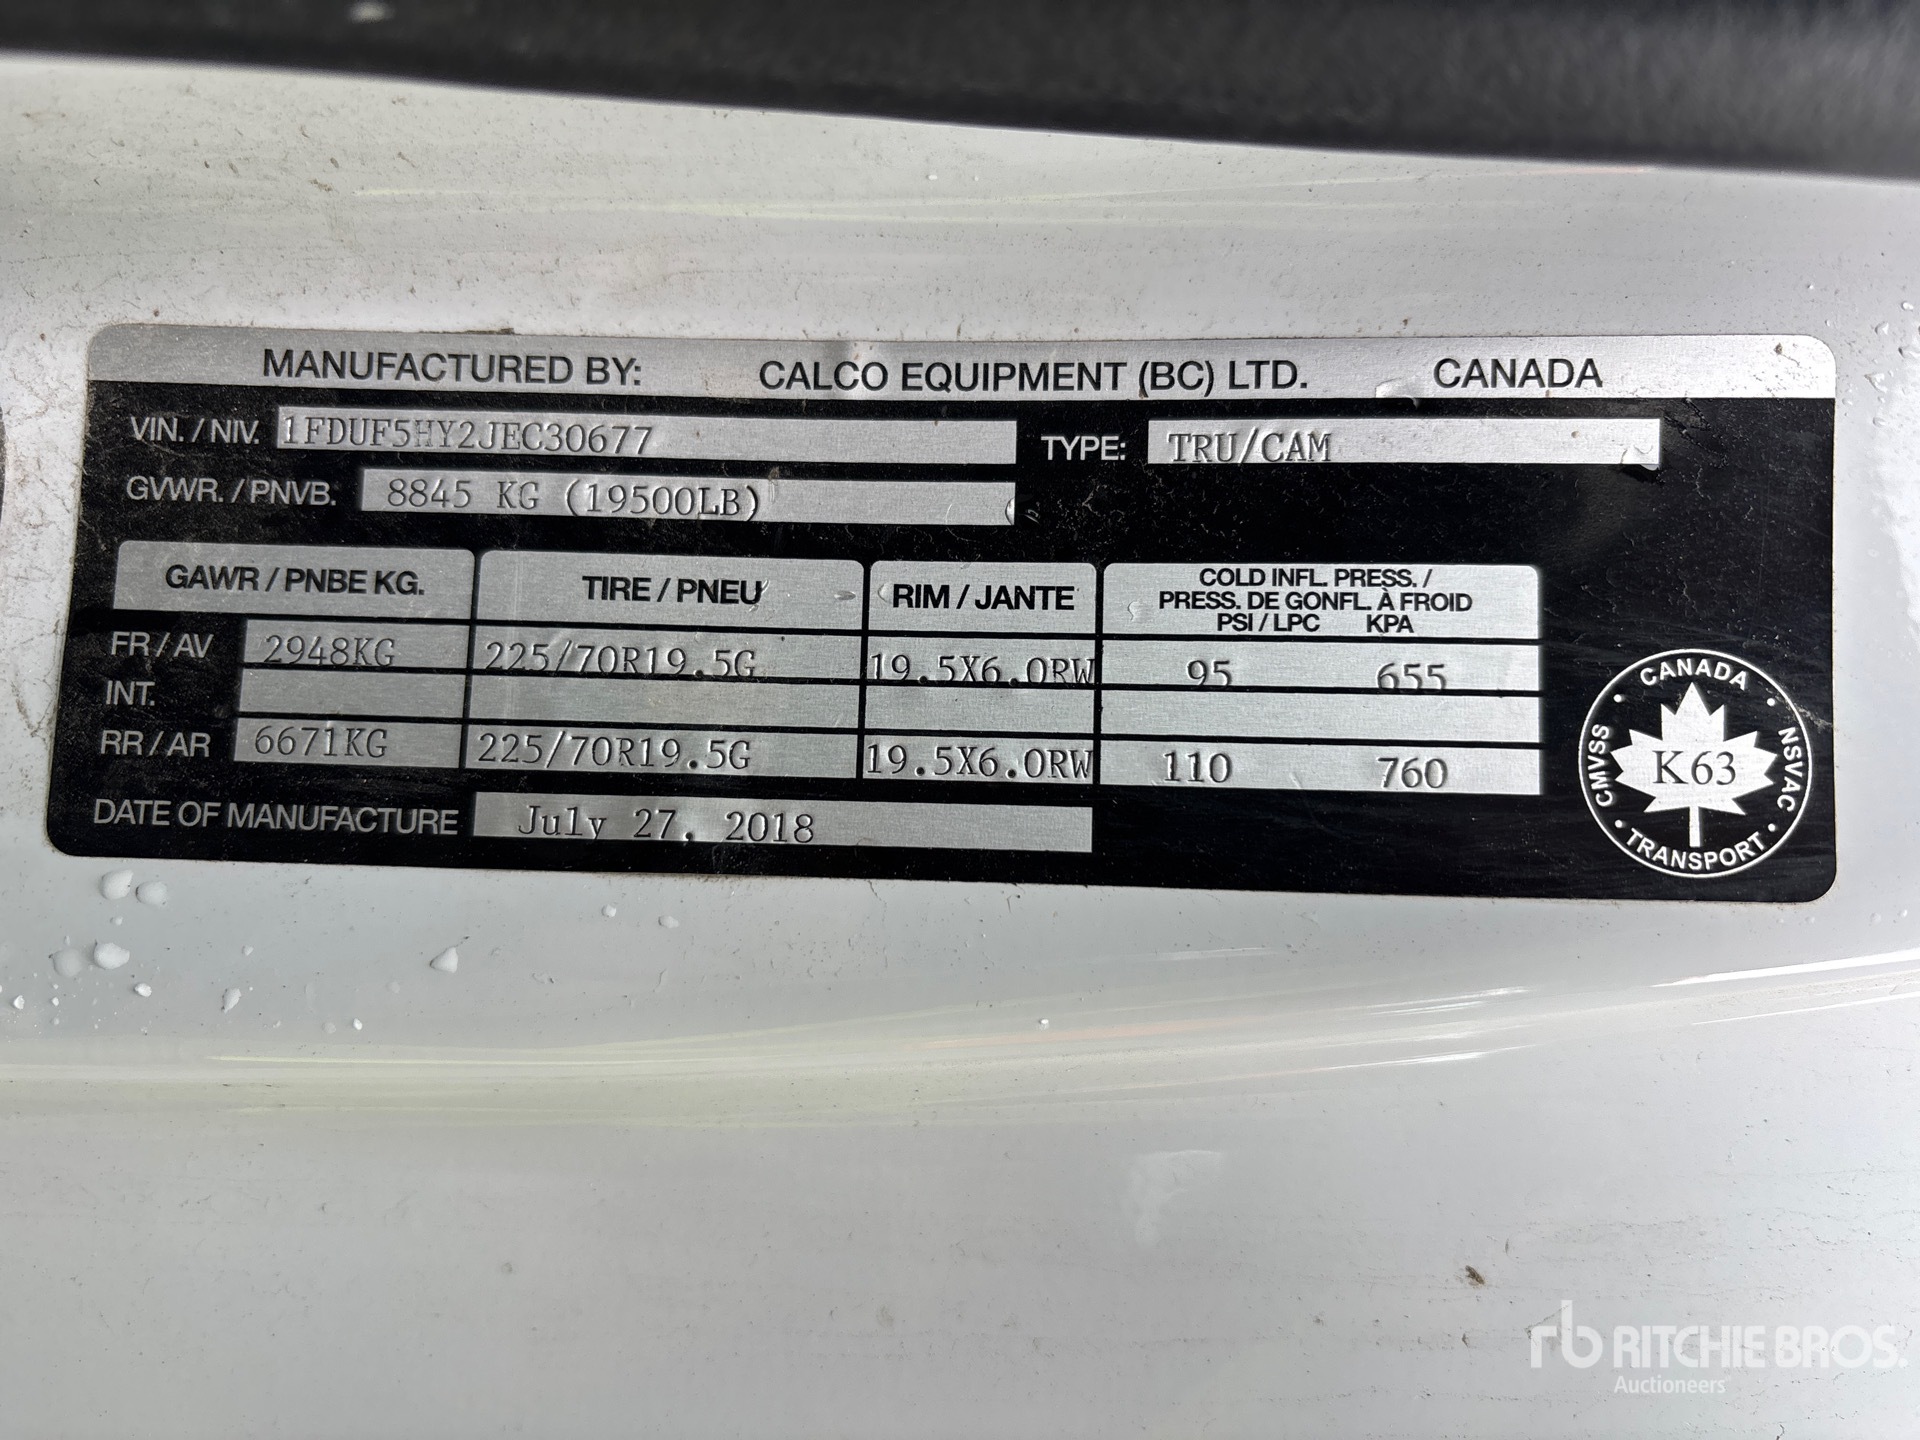 MANUFACTURED BY: CALCO EQUIPMENT (BC) LTD. CANADA
VIN. / NIV. 1FDUF5HY2JEC30677 TYPE: TRU/CAM
GVWR. / PNVB. 8845 KG (19500LB)
GAWR / PNBE KG. TIRE / PNEU RIM / JANTE COLD INFL. PRESS. /
PRESS. DE GONFL. À FROID
PSI / LPC KPA
FR / AV 2948KG 225/70R19.5G 19.5X6.0RW 95 655
INT.
RR / AR 6671KG 225/70R19.5G 19.5X6.0RW 110 760
DATE OF MANUFACTURE July 27, 2018
CANADA
CMVSS
NSVAC
K 63
TRANSPORT
rb RITCHIE BROS.
Auctioneers